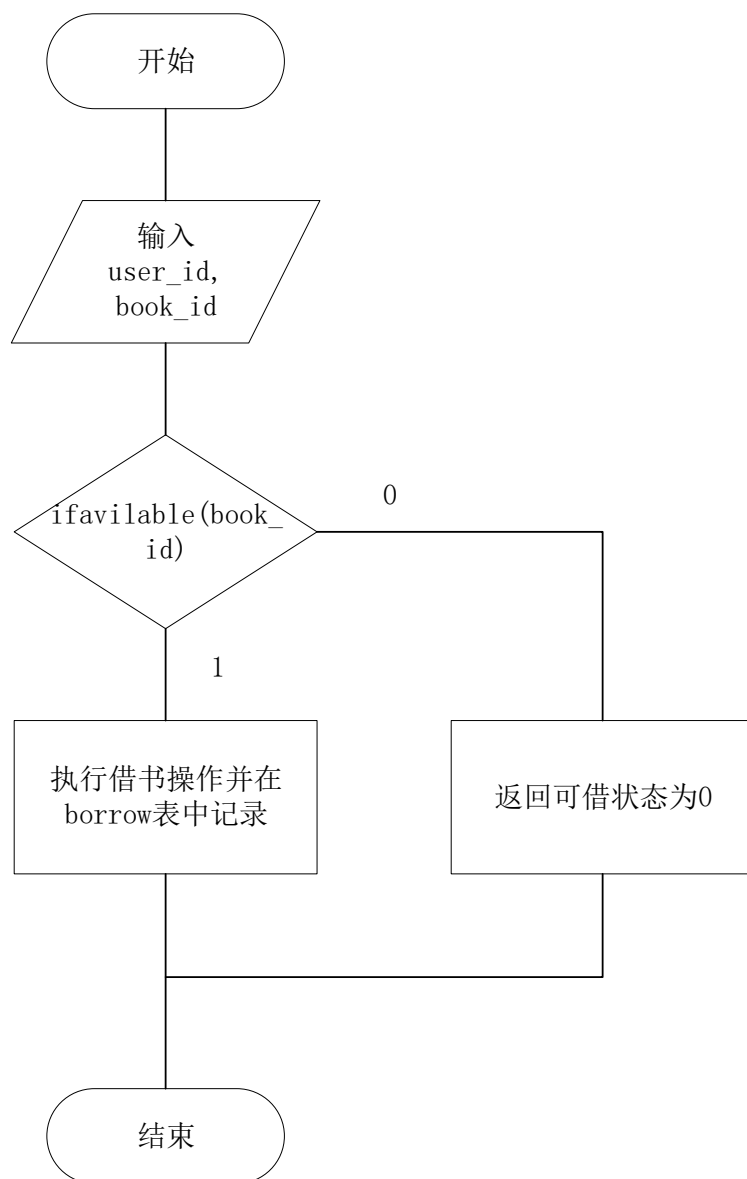 开始
输入
user_id,
book_id
ifavilable(book_
id)
0
1
执行借书操作并在
borrow表中记录
返回可借状态为0
结束